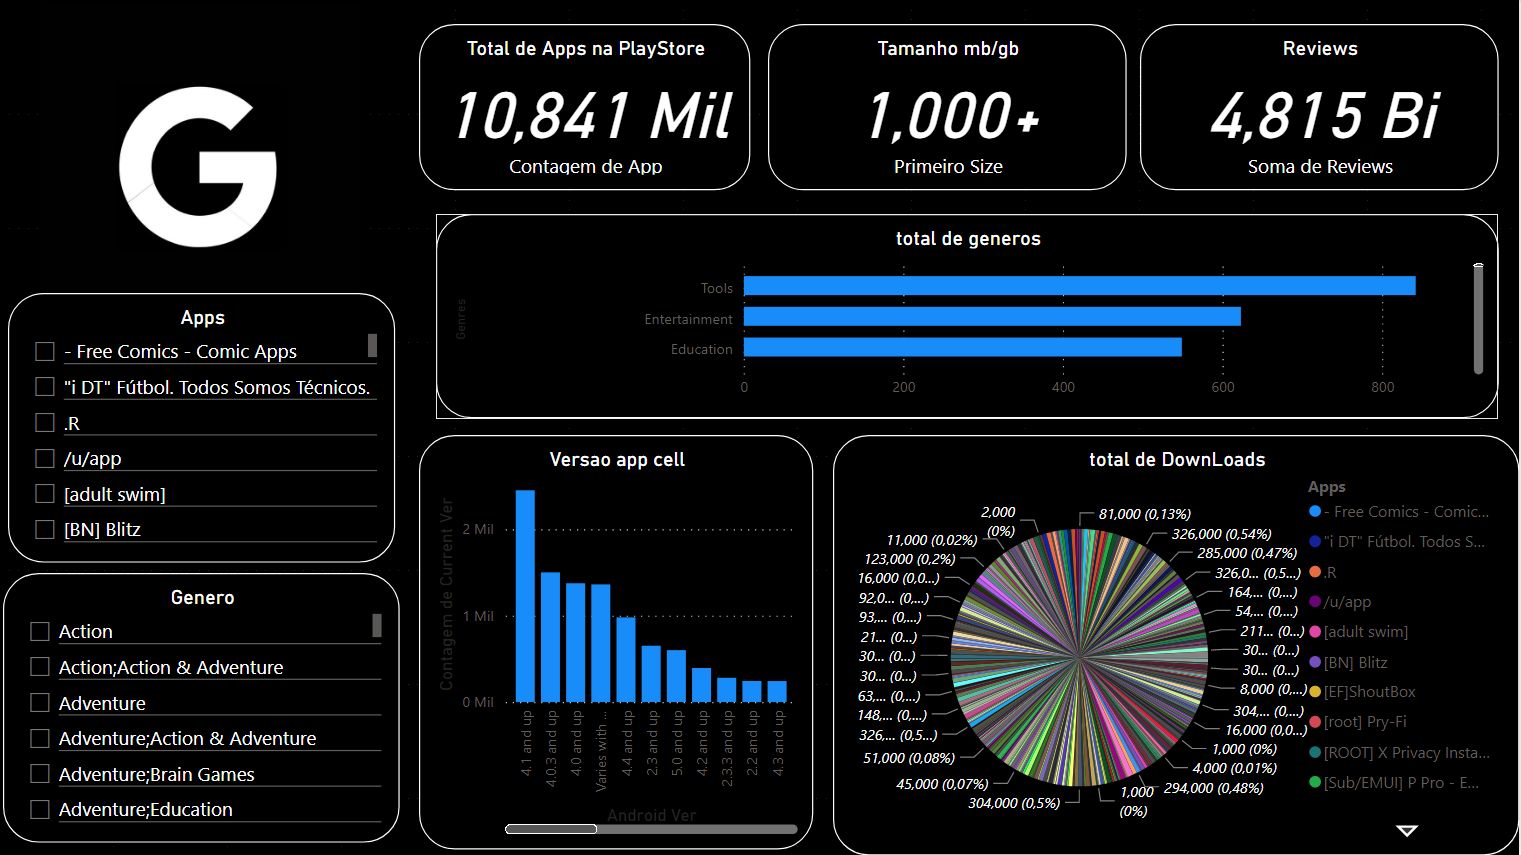 G
Total de Apps na PlayStore
10,841 Mil
Contagem de App
Tamanho mb/gb
1,000+
Primeiro Size
Reviews
4,815 Bi
Soma de Reviews
total de generos
Genres
Tools
Entertainment
Education
0 200 400 600 800
Apps
- Free Comics - Comic Apps
"i DT" Fútbol. Todos Somos Técnicos.
.R
/u/app
[adult swim]
[BN] Blitz
Genero
Action
Action;Action & Adventure
Adventure
Adventure;Action & Adventure
Adventure;Brain Games
Adventure;Education
Versao app cell
Contagem de Current Ver
2 Mil
1 Mil
0 Mil
4.1 and up
4.0.3 and up
4.0 and up
Varies with ...
4.4 and up
2.3 and up
5.0 and up
4.2 and up
2.3.3 and up
2.2 and up
4.3 and up
Android Ver
total de DownLoads
81,000 (0,13%)
326,000 (0,54%)
285,000 (0,47%)
326,0... (0,5...)
164,... (0,...)
54,... (0,...)
211... (0...)
30... (0...)
30... (0...)
8,000 (0,...)
304,... (0,...)
16,000 (0,0...)
1,000 (0%)
4,000 (0,01%)
294,000 (0,48%)
1,000
(0%)
304,000 (0,5%)
45,000 (0,07%)
51,000 (0,08%)
326,... (0,5...)
148,... (0,...)
63,... (0,...)
30... (0...)
30... (0...)
21... (0...)
93,... (0,...)
92,0... (0,...)
16,000 (0,0...)
123,000 (0,2%)
11,000 (0,02%)
2,000
(0%)
Apps
- Free Comics - Comic...
"i DT" Fútbol. Todos S...
.R
/u/app
[adult swim]
[BN] Blitz
[EF]ShoutBox
[root] Pry-Fi
[ROOT] X Privacy Insta...
[Sub/EMUI] P Pro - E...